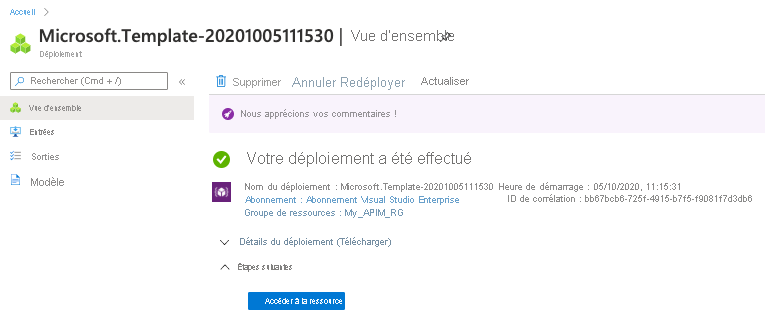 Accueil
Microsoft.Template-20201005111530 | Vue d'ensemble
Déploiement
Rechercher (Cmd + /)
«
Supprimer Annuler Redéployer Actualiser
Vue d'ensemble
Nous apprécions vos commentaires !
Entrées
Sorties
Votre déploiement a été effectué
Modèle
Nom du déploiement : Microsoft.Template-20201005111530 Heure de démarrage : 05/10/2020, 11:15:31
Abonnement : Abonnement Visual Studio Enterprise ID de corrélation : bb67bcb6-725f-4915-b7f5-f9081f7d3db6
Groupe de ressources : My_APIM_RG
Détails du déploiement (Télécharger)
Étapes suivantes
Accéder à la ressource